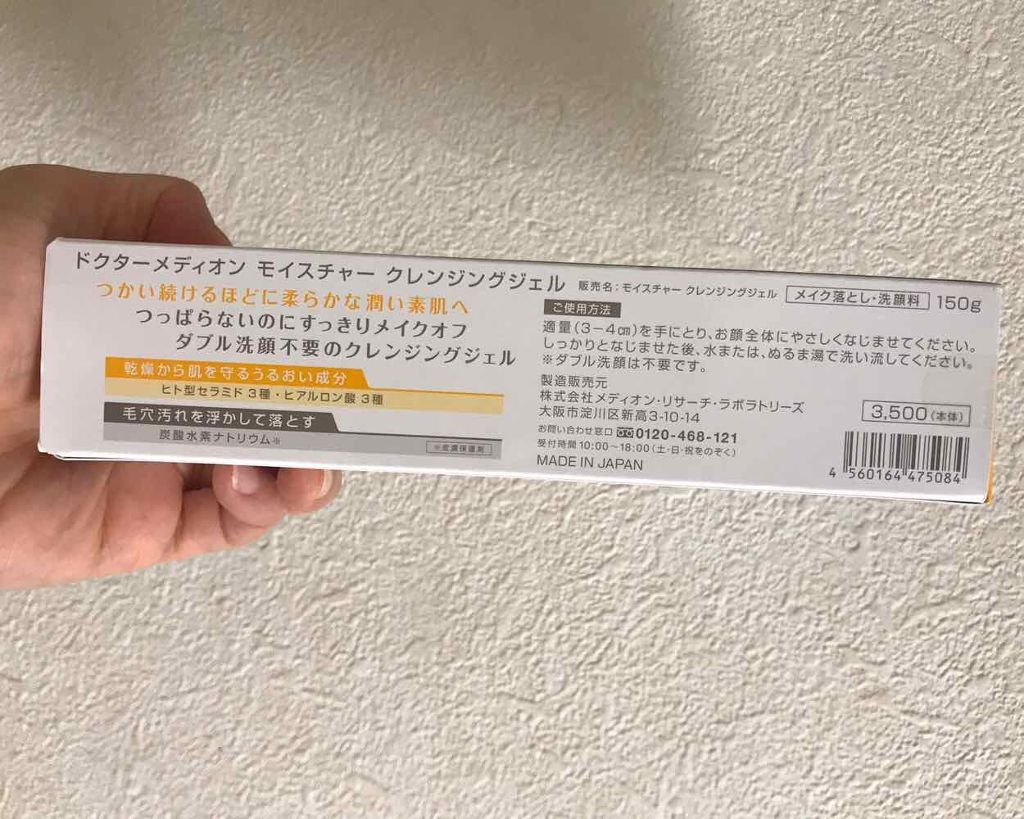 ドクターメディオン モイスチャー クレンジングジェル
つかい続けるほどに柔らかな潤い素肌へ
つっぱらないのにすっきりメイクオフ
ダブル洗顔不要のクレンジングジェル
乾燥から肌を守るうるおい成分
ヒト型セラミド3種・ヒアルロン酸 3種
毛穴汚れを浮かして落とす
炭酸水素ナトリウム※
※皮膚保護剤
販売名:モイスチャー クレンジングジェル
メイク落とし・洗顔料 150g
ご使用方法
適量(3-4㎝)を手にとり、お顔全体にやさしくなじませてください。
しっかりとなじませた後、水または、ぬるま湯で洗い流してください。
※ダブル洗顔は不要です。
製造販売元
株式会社メディオン・リサーチ・ラボラトリーズ
大阪市淀川区新高3-10-14
お問い合わせ窓口 0120-468-121
受付時間10:00~18:00(土・日・祝をのぞく)
MADE IN JAPAN
3,500(本体)
4 560164 475084